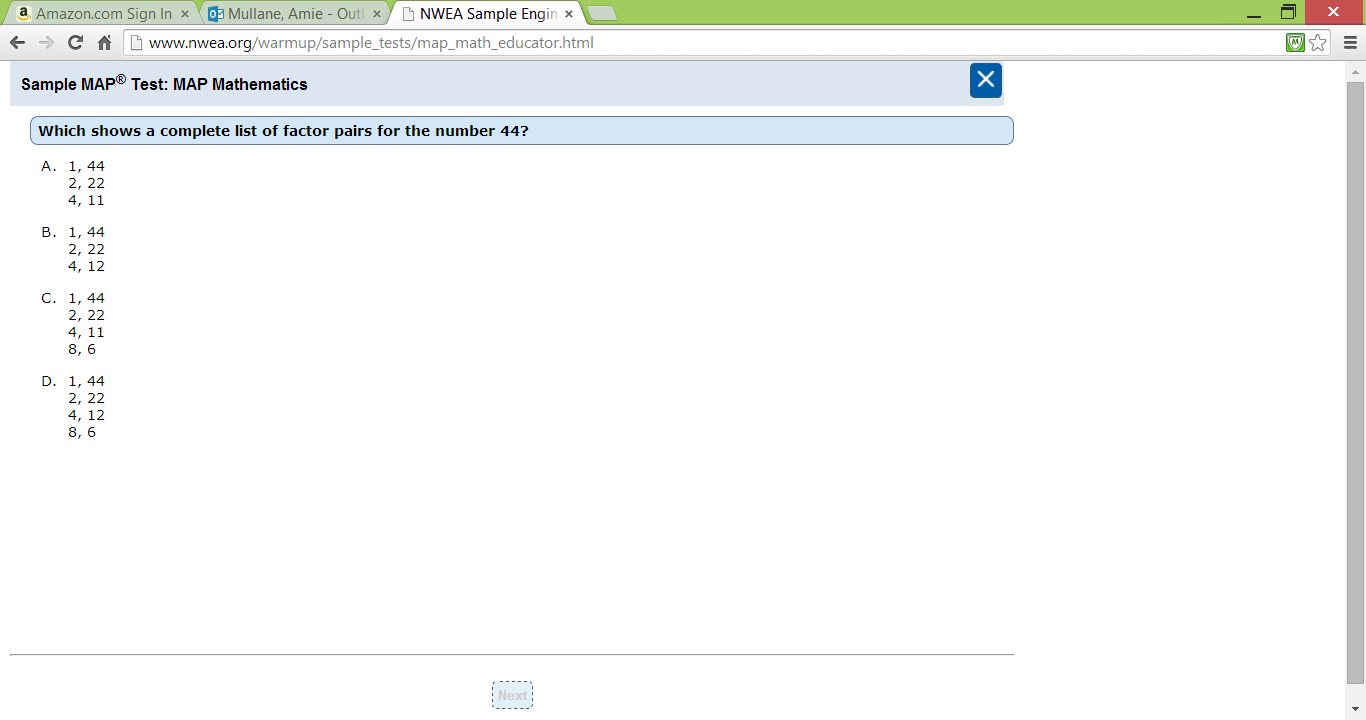 Amazon.com Sign In
Mullane, Amie - Outl
NWEA Sample Engin
www.nwea.org/warmup/sample_tests/map_math_educator.html
Sample MAP® Test: MAP Mathematics
Which shows a complete list of factor pairs for the number 44?
A. 1, 44
2, 22
4, 11
B. 1, 44
2, 22
4, 12
C. 1, 44
2, 22
4, 11
8, 6
D. 1, 44
2, 22
4, 12
8, 6
Next